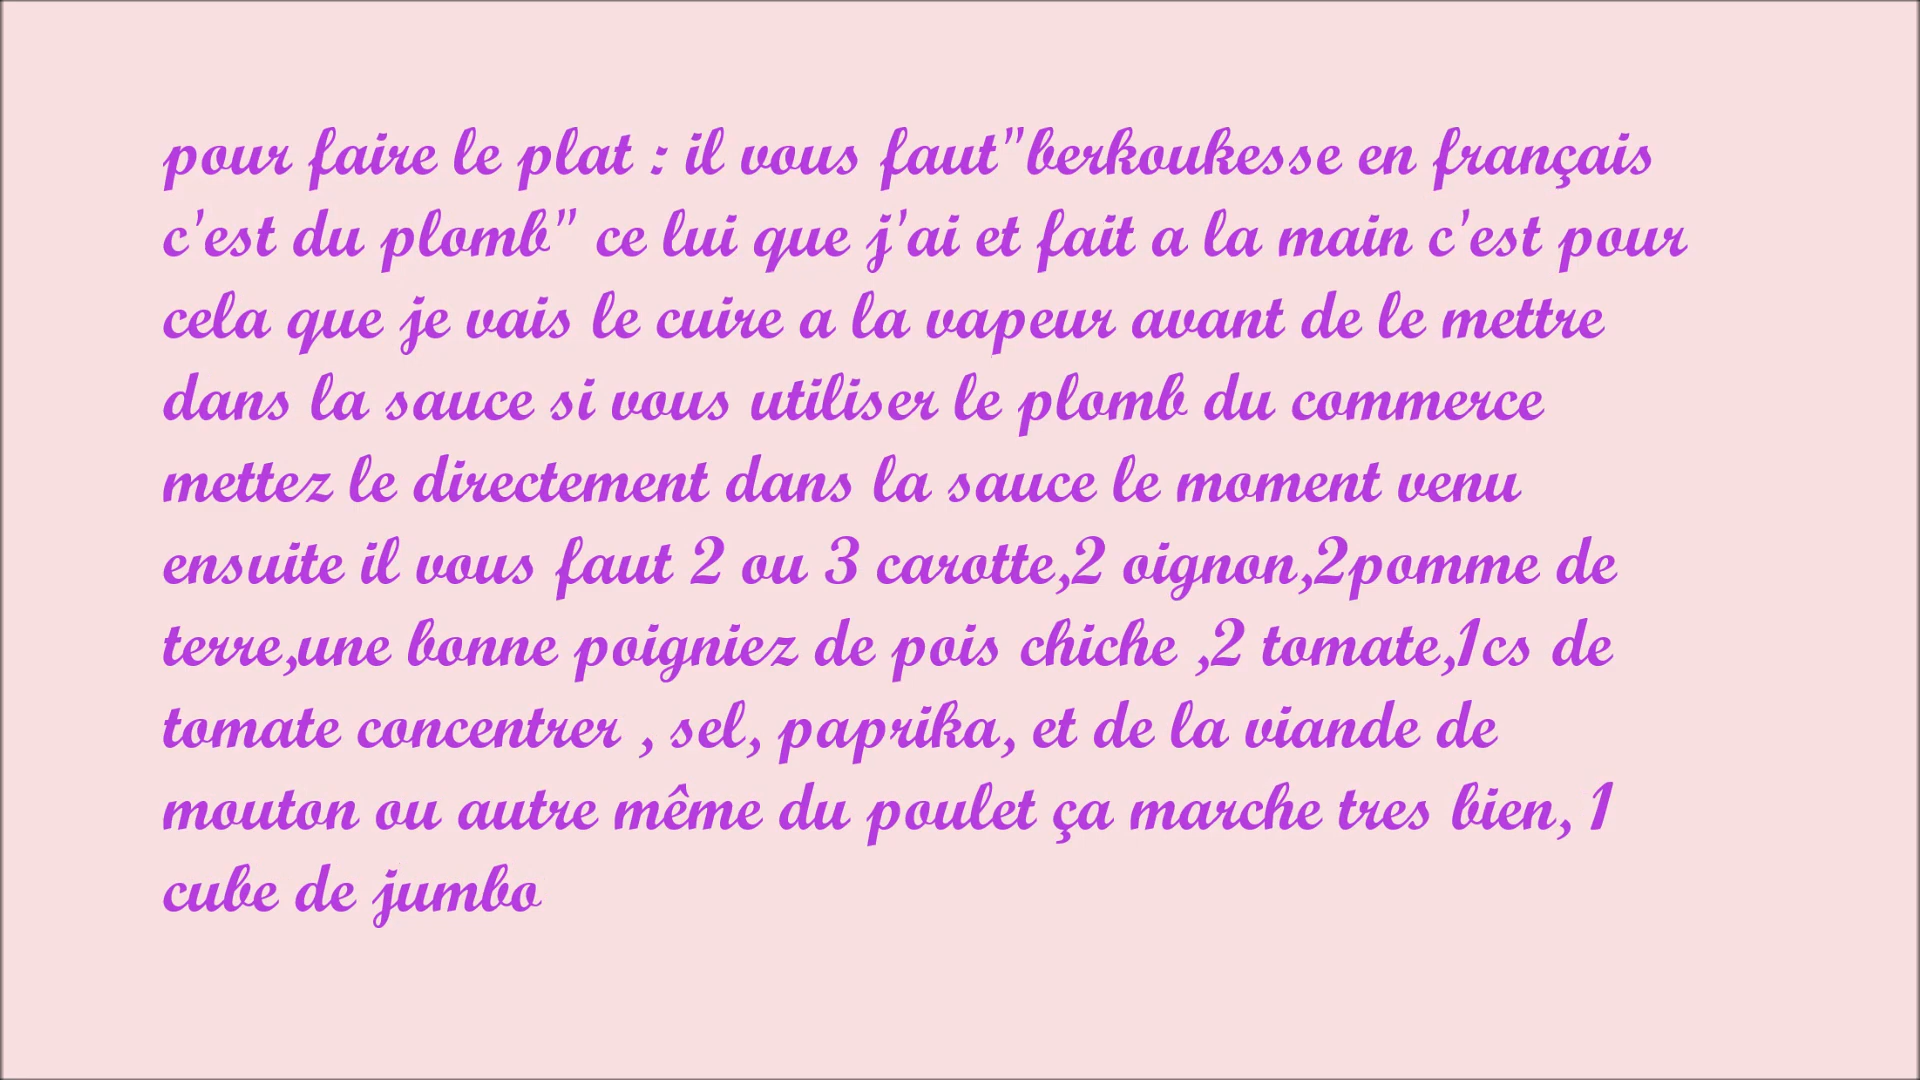 pour faire le plat : il vous faut"berkoukesse en français
c'est du plomb" ce lui que j'ai et fait a la main c'est pour
cela que je vais le cuire a la vapeur avant de le mettre
dans la sauce si vous utiliser le plomb du commerce
mettez le directement dans la sauce le moment venu
ensuite il vous faut 2 ou 3 carotte,2 oignon,2pomme de
terre,une bonne poigniez de pois chiche ,2 tomate,1cs de
tomate concentrer , sel, paprika, et de la viande de
mouton ou autre même du poulet ça marche tres bien, 1
cube de jumbo